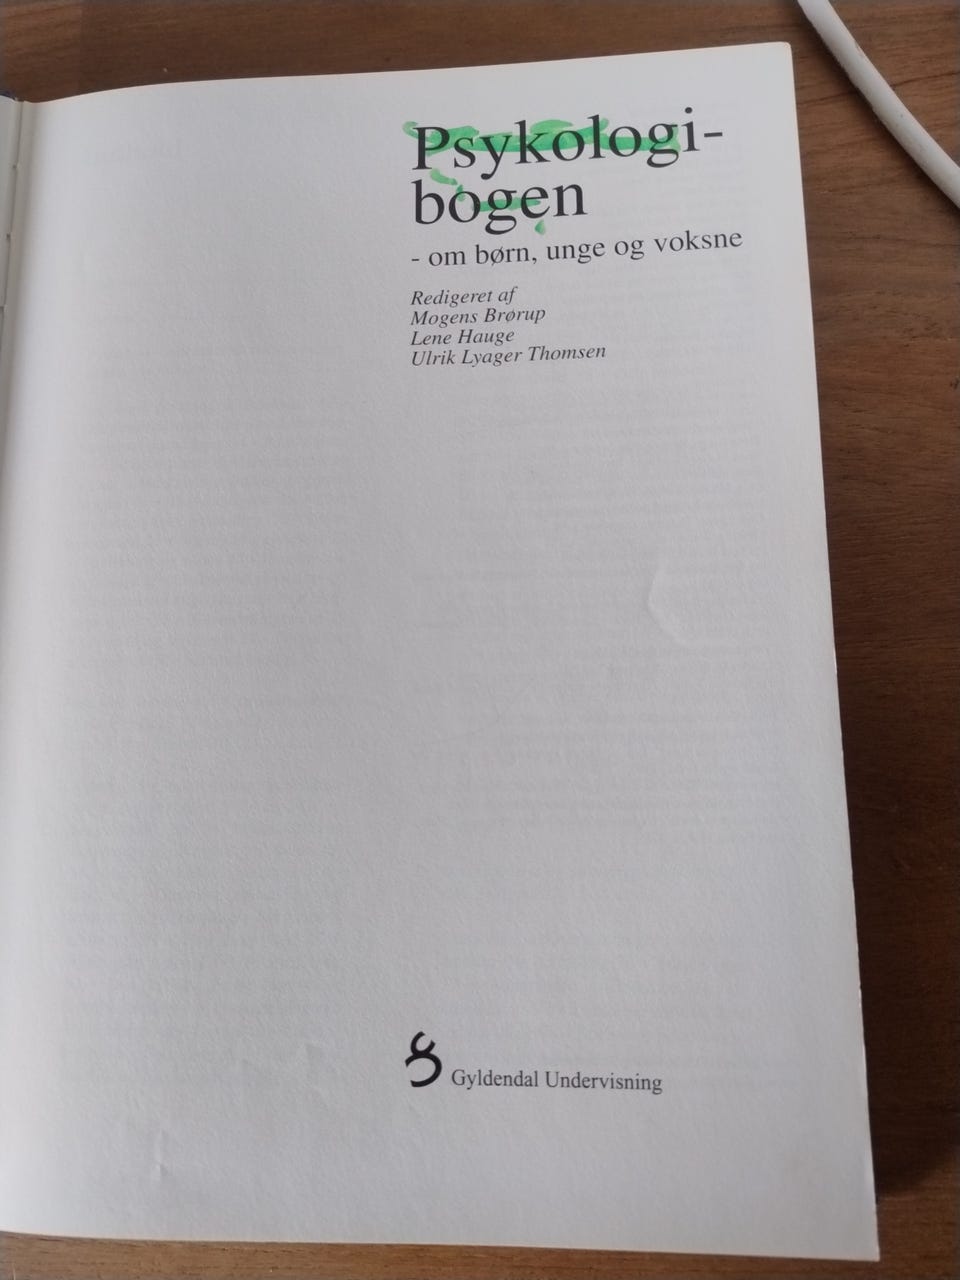 Psykologi-
bogen
- om børn, unge og voksne
Redigeret af
Mogens Brørup
Lene Hauge
Ulrik Lyager Thomsen
Gyldendal Undervisning